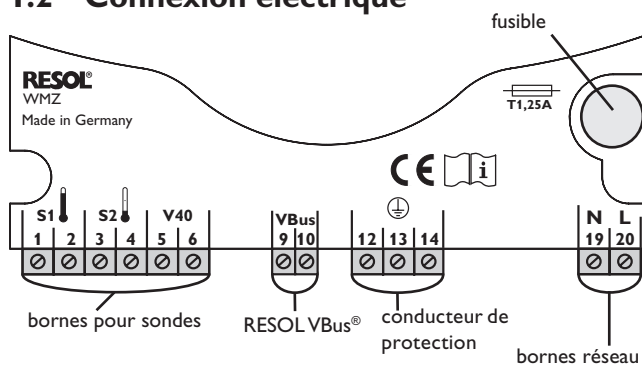 1.2 Connexion électrique
fusible
RESOL®
WMZ
Made in Germany
T1,25A
CE i
S1 S2 V40
VBus
N L
1 2 3 4 5 6
9 10
12 13 14
19 20
bornes pour sondes
RESOL VBus®
conducteur de
protection
bornes réseau